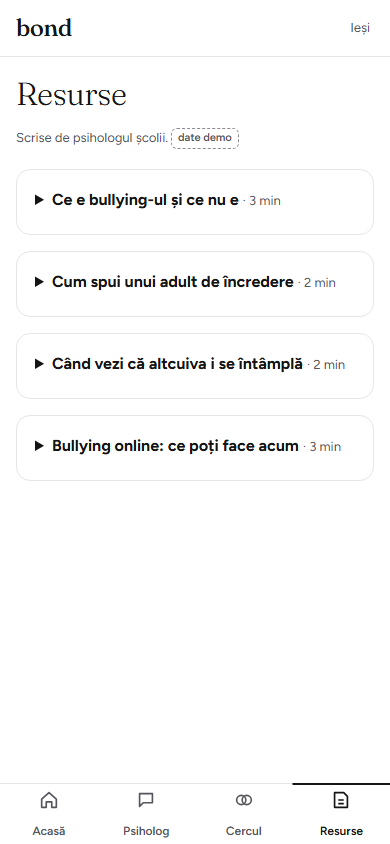 bond
Ieși
Resurse
Scrise de psihologul școlii. date demo
Ce e bullying-ul și ce nu e · 3 min
Cum spui unui adult de încredere · 2 min
Când vezi că altcuiva i se întâmplă · 2 min
Bullying online: ce poți face acum · 3 min
Acasă
Psiholog
Cercul
Resurse